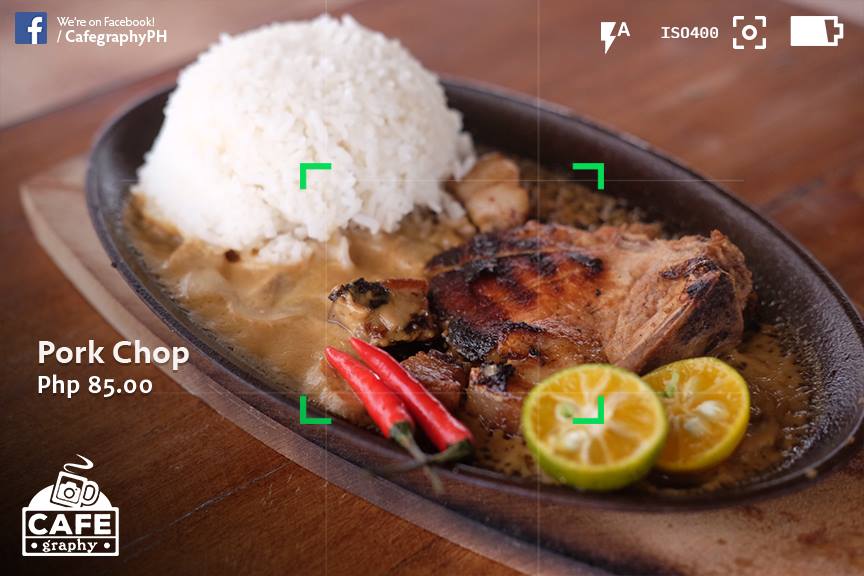 We're on Facebook!
/ CafegraphyPH
A
ISO400
Pork Chop
Php 85.00
CAFE
graphy